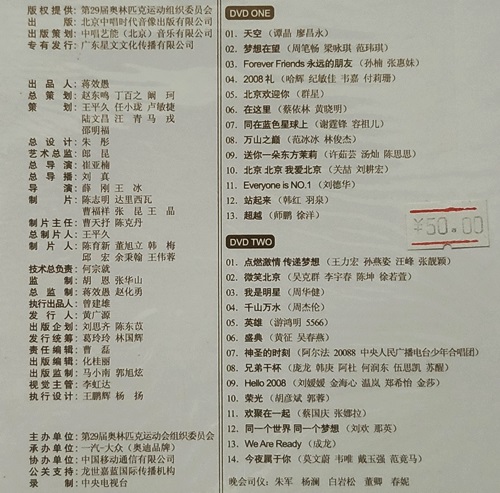 版权提供：第29届奥林匹克运动会组织委员会
出版：北京中唱时代音像出版有限公司
出版策划：中唱艺能（北京）音乐有限公司
专有发行：广东星文文化传播有限公司
出品人：蒋效愚
总策划：赵东鸣 丁百之 阚珂
策划：王平久 任小珑 卢敏捷
陆文昌 汪青 马戎
邵明福
总设计：朱彤
艺术总监：郎昆
总导演：崔亚楠
总导播：刘真
导演：薛刚 王冰
制片：陈志明 达里西瓦
曹福祥 张昆 王晶
制片主任：曹天抒 陈克丹
总制片人：王平久
制片人：陈育新 董旭立 韩梅
邱宏 余秉翰 王伟蓉
技术总负责：何宗就
监制：胡恩 张华山
总监制：蒋效愚 赵化勇
执行出品人：曾建雄
发行人：黄广源
出版企划：刘思齐 陈东苡
发行统筹：葛玲玲 林国辉
责任编辑：曹磊
出版编辑：化桂丽
出版监制：马小南 郭旭炫
视觉主管：李虹达
执行设计：王鹏辉 杨扬
主办单位：第29届奥林匹克运动会组织委员会
承办单位：一汽-大众（奥迪品牌）
协办单位：中国移动通信有限公司
公关支持：龙世嘉蓝国际传播机构
录制：中央电视台
DVD ONE
01. 天空（谭晶 廖昌永）
02. 梦想在望（周笔畅 梁咏琪 范玮琪）
03. Forever Friends 永远的朋友（孙楠 张惠妹）
04. 2008 礼（哈辉 纪敏佳 韦嘉 付莉珊）
05. 北京欢迎你（群星）
06. 在这里（蔡依林 黄晓明）
07. 同在蓝色星球上（谢霆锋 容祖儿）
08. 万山之巅（范冰冰 林俊杰）
09. 送你一朵东方茉莉（许茹芸 汤灿 陈思思）
10. 北京 北京 我爱北京（关喆 刘耕宏）
11. Everyone is NO.1（刘德华）
12. 站起来（韩红 羽泉）
13. 超越（师鹏 徐洋）
¥50.00
DVD TWO
01. 点燃激情 传递梦想（王力宏 孙燕姿 汪峰 张靓颖）
02. 微笑北京（吴克群 李宇春 陈坤 徐若萱）
03. 我是明星（周华健）
04. 千山万水（周杰伦）
05. 英雄（游鸿明 5566）
06. 盛典（黄征 吴春燕）
07. 神圣的时刻（阿尔法 20088 中央人民广播电台少年合唱团）
08. 兄弟干杯（庞龙 韩庚 阿杜 何润东 伍思凯 苏醒）
09. Hello 2008（刘媛媛 金海心 温岚 郑希怡 金莎）
10. 荣光（胡彦斌 郭蓉）
11. 欢聚在一起（蔡国庆 张娜拉）
12. 同一个世界 同一个梦想（刘欢 那英）
13. We Are Ready（成龙）
14. 今夜属于你（莫文蔚 韦唯 戴玉强 范竞马）
晚会司仪：朱军 杨澜 白岩松 董卿 春妮